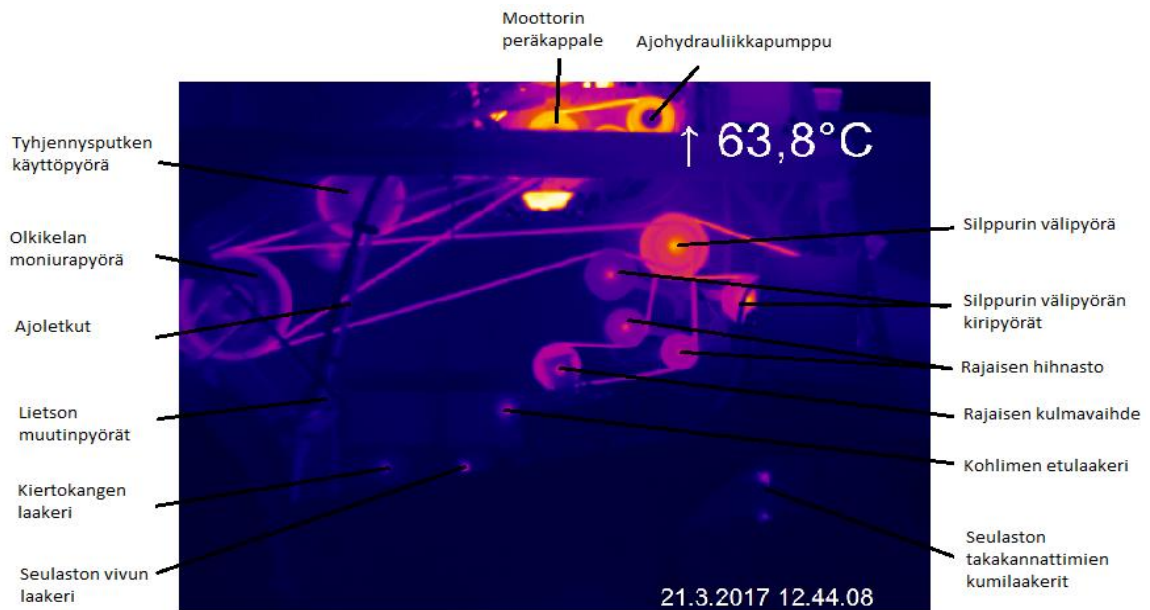 Moottorin
peräkappale
Ajohydrauliikkapumppu
Tyhjennysputken
käyttöpyörä
↑ 63,8°C
Olkikelan
moniurapyörä
Silppurin välipyörä
Ajoletkut
Silppurin välipyörän
kiripyörät
Rajaisen hihnasto
Lietson
muutinpyörät
Rajaisen kulmavaihde
Kohlimen etulaakeri
Kiertokangen
laakeri
Seulaston
takakannattimien
kumilaakerit
Seulaston vivun
laakeri
21.3.2017 12.44.08